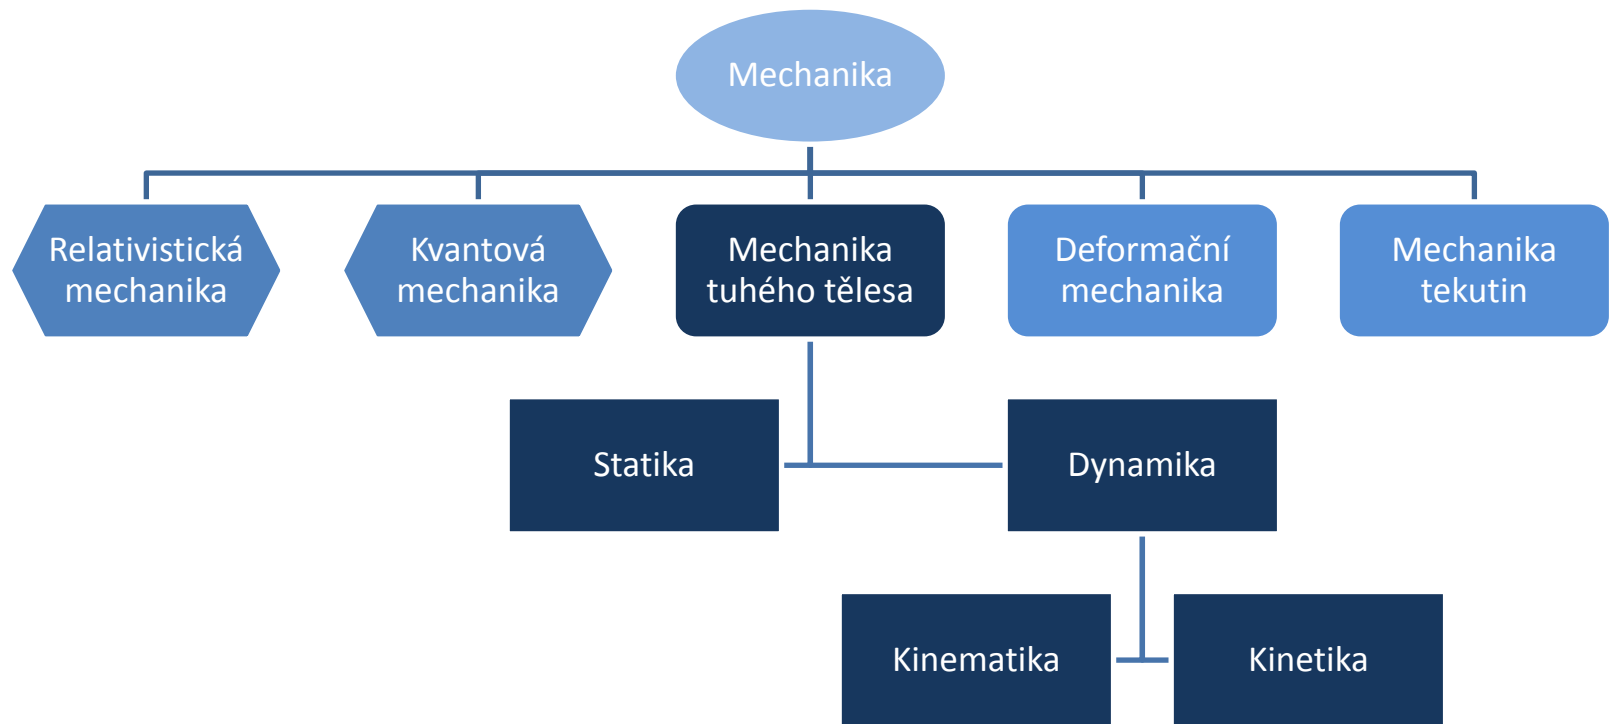 Mechanika
Relativistická
mechanika
Kvantová
mechanika
Mechanika
tuhého tělesa
Deformační
mechanika
Mechanika
tekutin
Statika
Dynamika
Kinematika
Kinetika